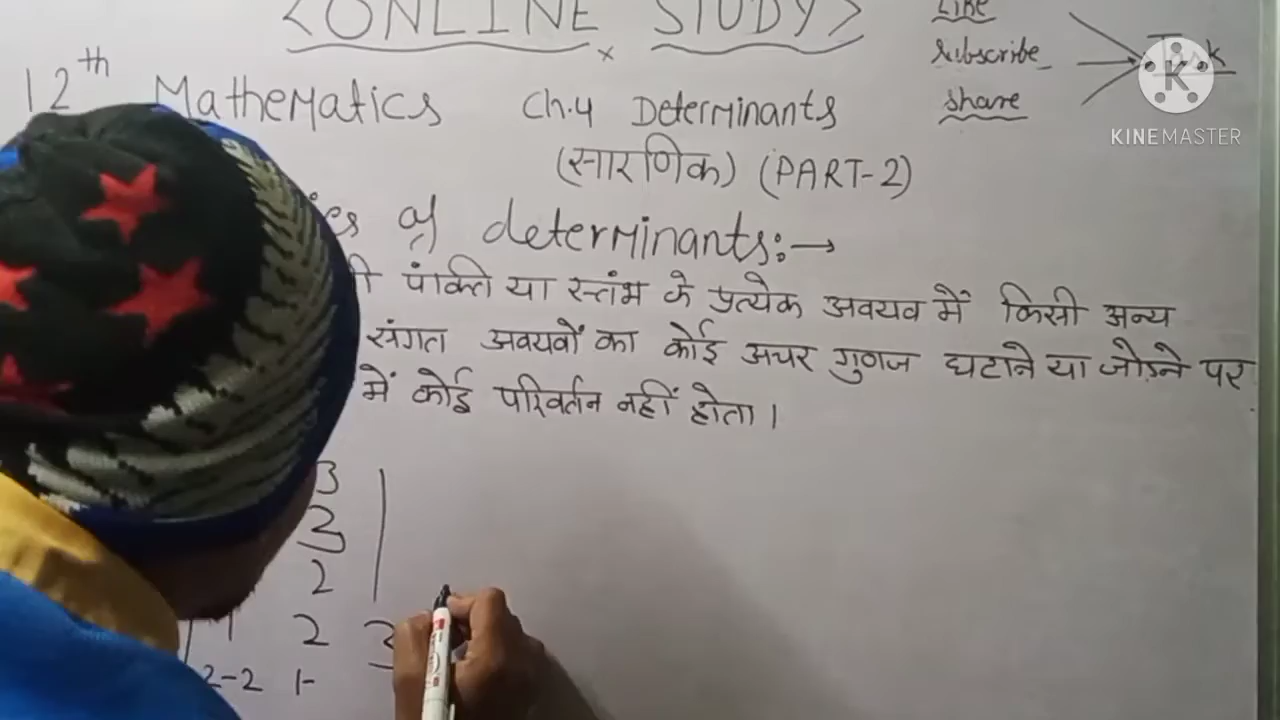 <ONLINE STUDY>
Like
Subscribe
Share
KINEMASTER
12th Mathematics Ch.4 Determinants
(सारणिक) (PART-2)
of determinants:→
पंक्ति या स्तंभ के प्रत्येक अवयव में किसी अन्य
संगत अवयवों का कोई अचर गुणज घटाने या जोड़ने पर
में कोई परिवर्तन नहीं होता।
3
3
2
1 2 3
2-2 1-